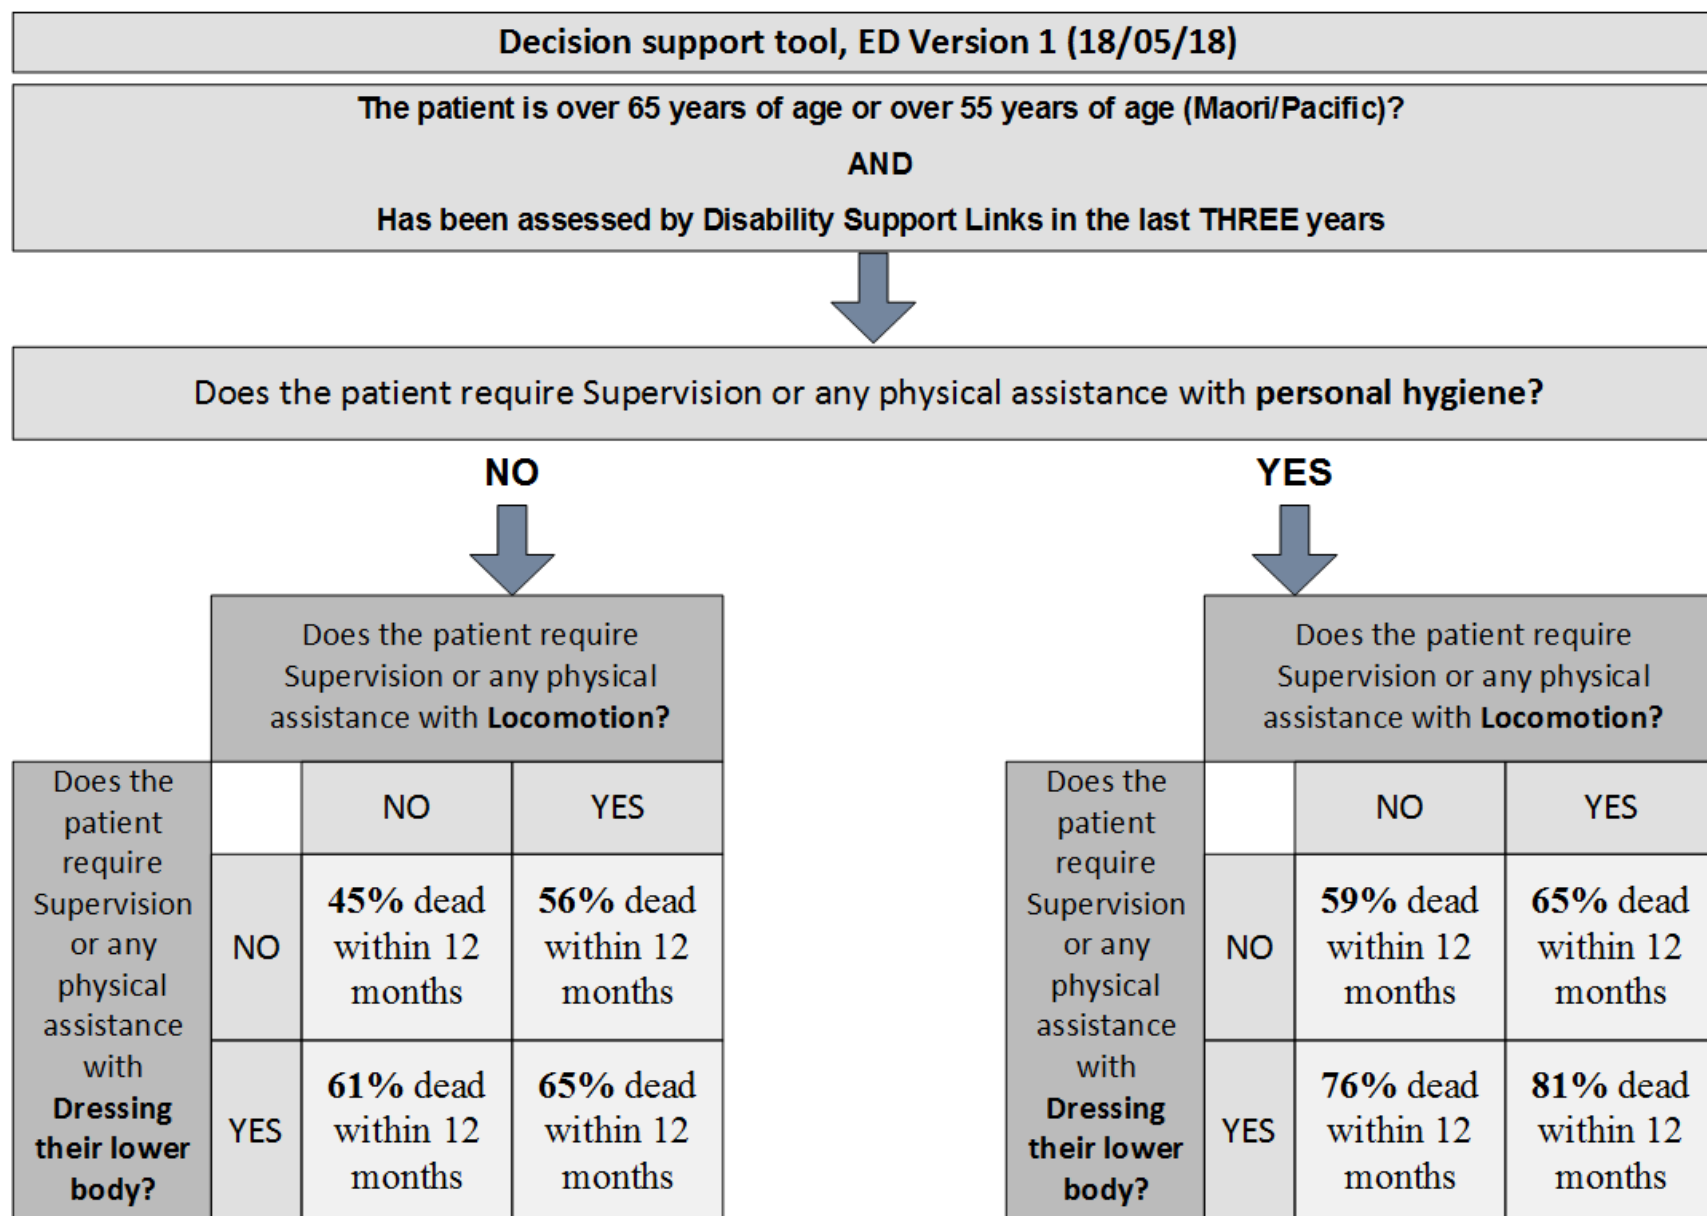 Decision support tool, ED Version 1 (18/05/18)
The patient is over 65 years of age or over 55 years of age (Maori/Pacific)?
AND
Has been assessed by Disability Support Links in the last THREE years
Does the patient require Supervision or any physical assistance with personal hygiene?
NO
Does the patient require
Supervision or any physical
assistance with Locomotion?
Does the
patient
require
Supervision
or any
physical
assistance
with
Dressing
their lower
body?
NO
YES
NO
45% dead
within 12
months
56% dead
within 12
months
YES
61% dead
within 12
months
65% dead
within 12
months
YES
Does the patient require
Supervision or any physical
assistance with Locomotion?
Does the
patient
require
Supervision
or any
physical
assistance
with
Dressing
their lower
body?
NO
YES
NO
59% dead
within 12
months
65% dead
within 12
months
YES
76% dead
within 12
months
81% dead
within 12
months